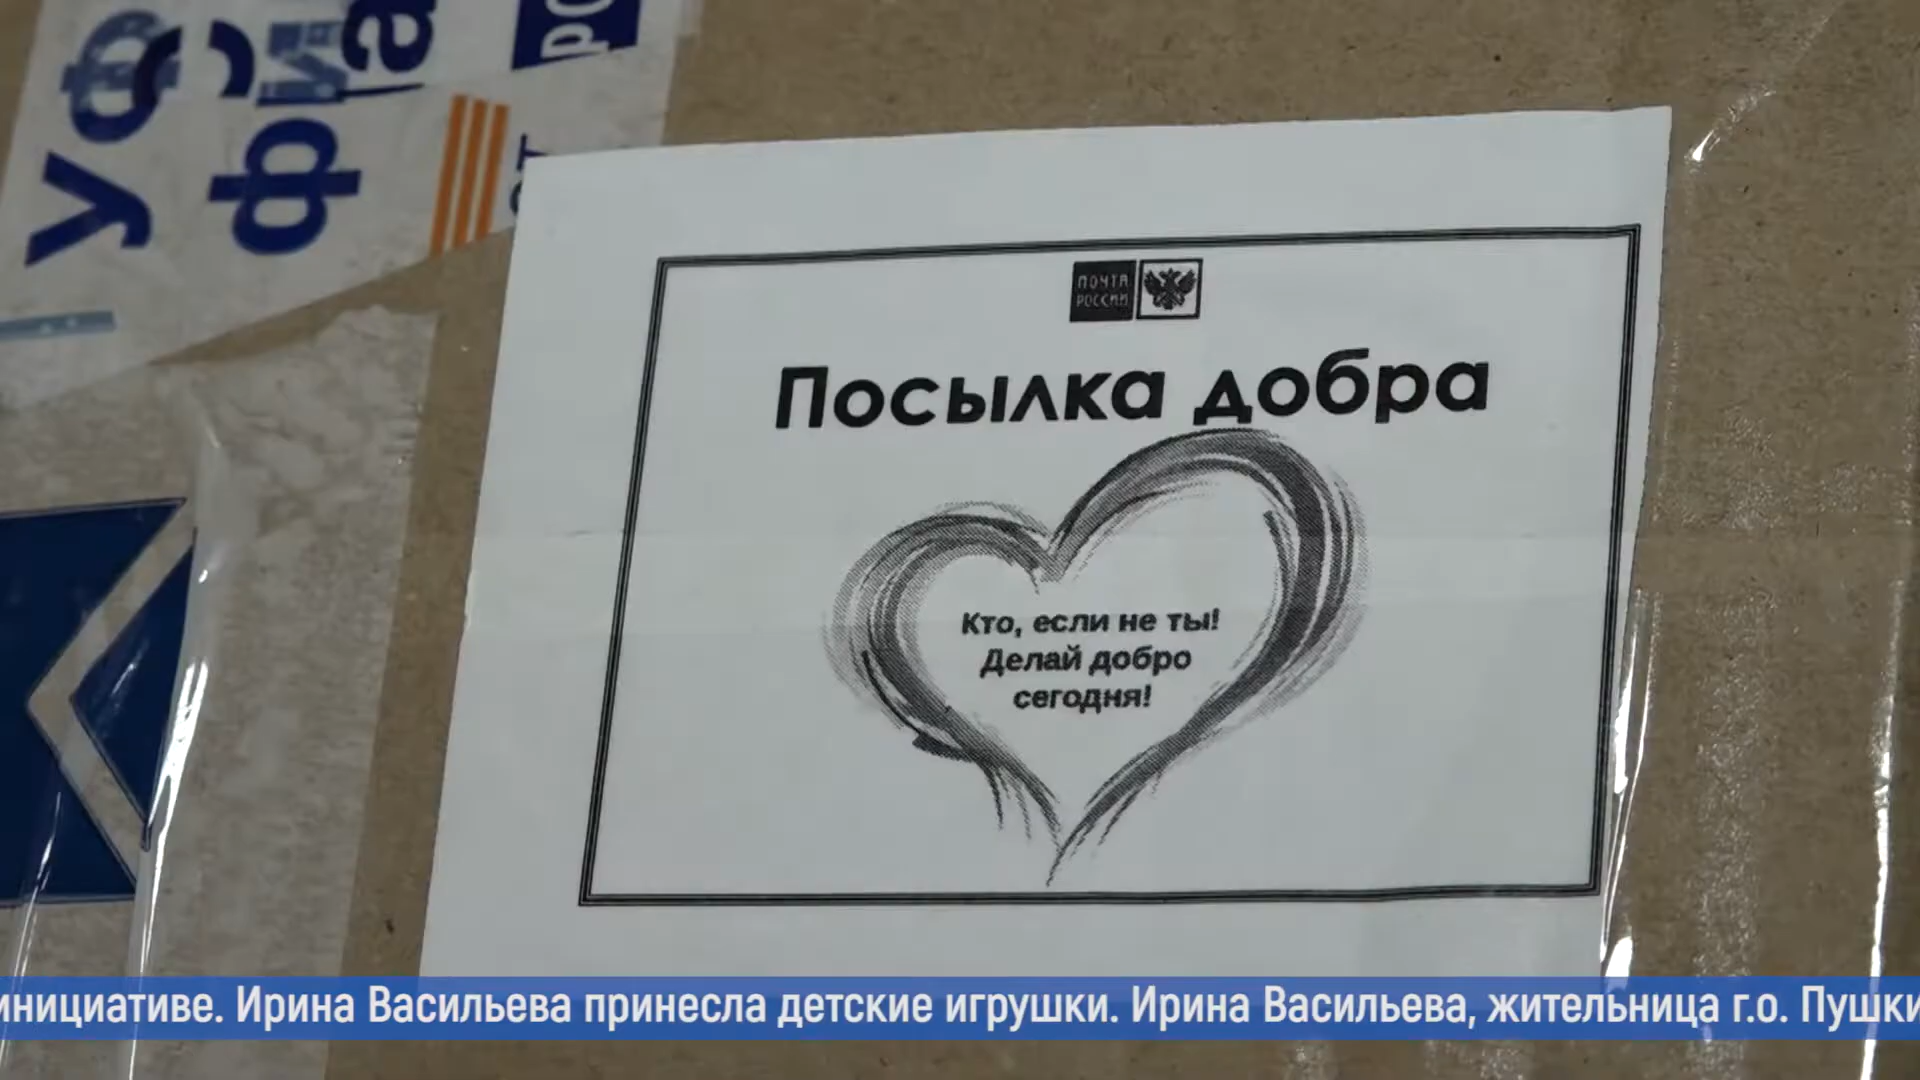 ПОЧТА
РОССИИ
Посылка добра
Кто, если не ты!
Делай добро
сегодня!
инициативе. Ирина Васильева принесла детские игрушки. Ирина Васильева, жительница г.о. Пушки